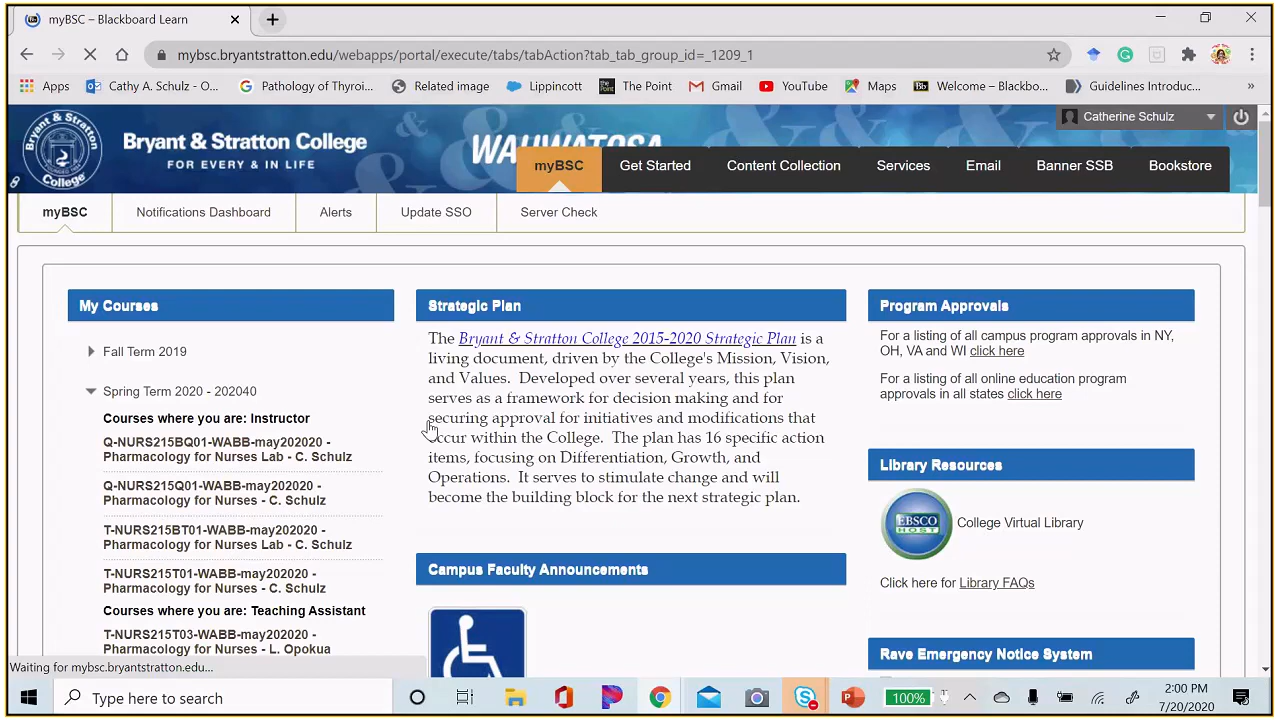 myBSC – Blackboard Learn
mybsc.bryantstratton.edu/webapps/portal/execute/tabs/tabAction?tab_tab_group_id=_1209_1
Apps
Cathy A. Schulz - O...
Pathology of Thyroi...
Related image
Lippincott
The Point
Gmail
YouTube
Maps
Welcome – Blackbo...
Guidelines Introduc...
Bryant & Stratton College
FOR EVERY & IN LIFE
WAUWATOSA
Catherine Schulz
myBSC
Get Started
Content Collection
Services
Email
Banner SSB
Bookstore
myBSC
Notifications Dashboard
Alerts
Update SSO
Server Check
My Courses
Fall Term 2019
Spring Term 2020 - 202040
Courses where you are: Instructor
Q-NURS215BQ01-WABB-may202020 -
Pharmacology for Nurses Lab - C. Schulz
Q-NURS215Q01-WABB-may202020 -
Pharmacology for Nurses - C. Schulz
T-NURS215BT01-WABB-may202020 -
Pharmacology for Nurses Lab - C. Schulz
T-NURS215T01-WABB-may202020 -
Pharmacology for Nurses - C. Schulz
Courses where you are: Teaching Assistant
T-NURS215T03-WABB-may202020 -
Pharmacology for Nurses - L. Opokua
Strategic Plan
The Bryant & Stratton College 2015-2020 Strategic Plan is a
living document, driven by the College's Mission, Vision,
and Values. Developed over several years, this plan
serves as a framework for decision making and for
securing approval for initiatives and modifications that
occur within the College. The plan has 16 specific action
items, focusing on Differentiation, Growth, and
Operations. It serves to stimulate change and will
become the building block for the next strategic plan.
Campus Faculty Announcements
Program Approvals
For a listing of all campus program approvals in NY,
OH, VA and WI click here
For a listing of all online education program
approvals in all states click here
Library Resources
EBSCO
HOST
College Virtual Library
Click here for Library FAQs
Rave Emergency Notice System
Waiting for mybsc.bryantstratton.edu...
Type here to search
100%
2:00 PM
7/20/2020